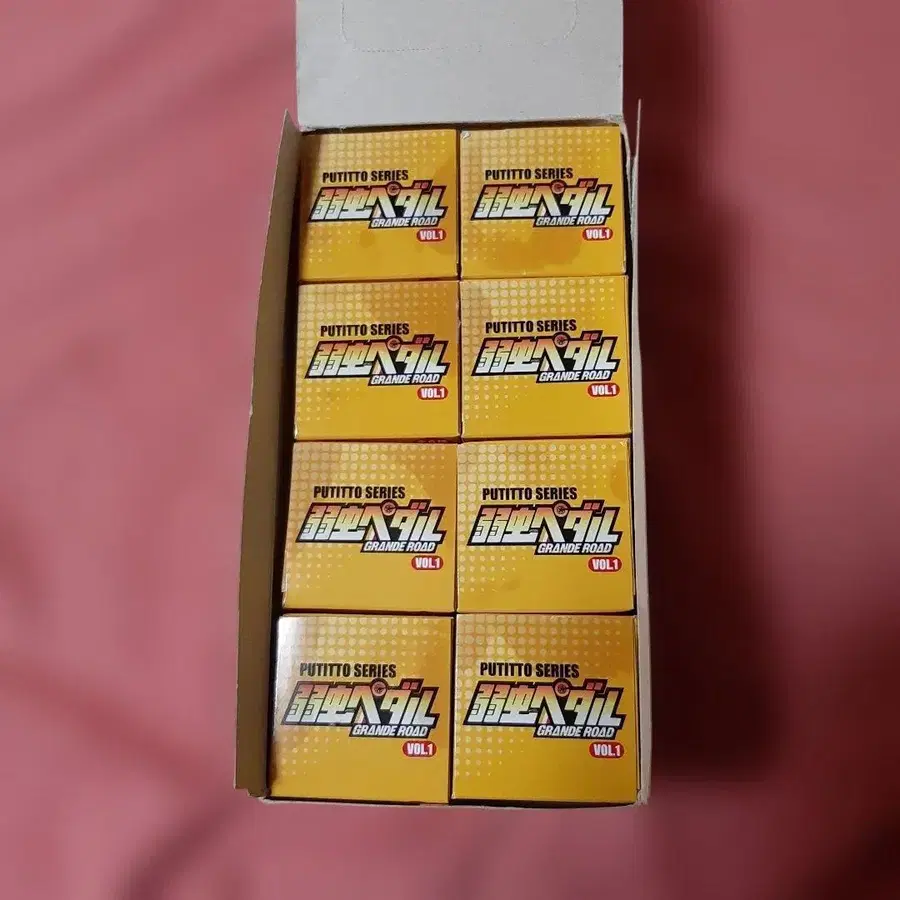 PUTITTO SERIES
弱虫ペダル
GRANDE ROAD
VOL.1
PUTITTO SERIES
弱虫ペダル
GRANDE ROAD
VOL.1
PUTITTO SERIES
弱虫ペダル
GRANDE ROAD
VOL.1
PUTITTO SERIES
弱虫ペダル
GRANDE ROAD
VOL.1
PUTITTO SERIES
弱虫ペダル
GRANDE ROAD
VOL.1
PUTITTO SERIES
弱虫ペダル
GRANDE ROAD
VOL.1
PUTITTO SERIES
弱虫ペダル
GRANDE ROAD
VOL.1
PUTITTO SERIES
弱虫ペダル
GRANDE ROAD
VOL.1